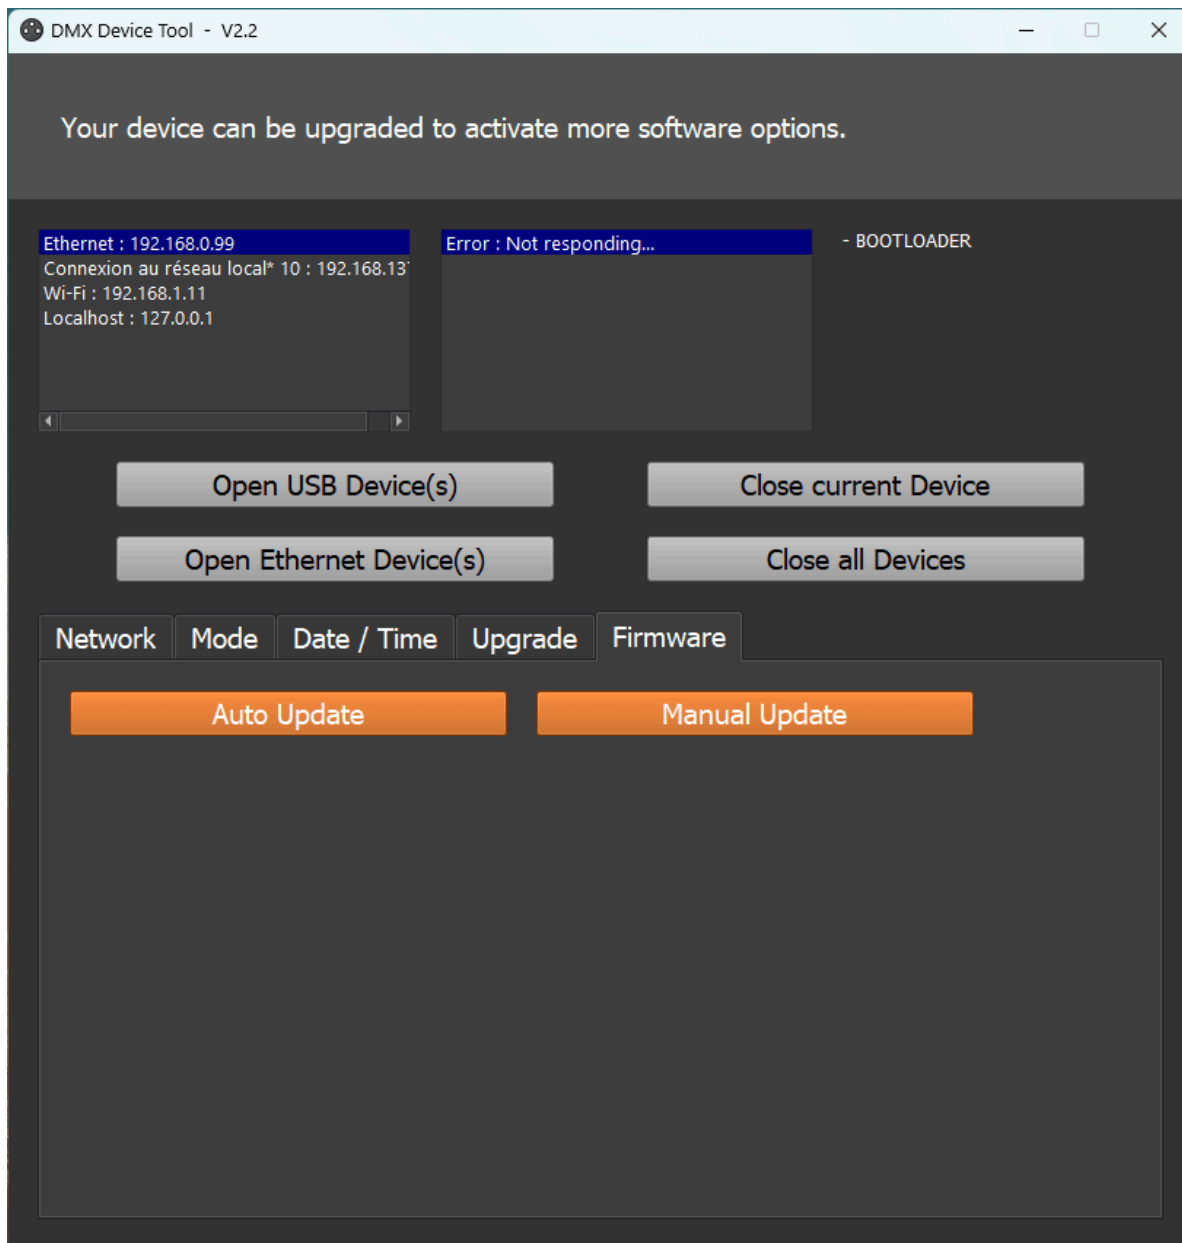 DMX Device Tool - V2.2
Your device can be upgraded to activate more software options.
Ethernet : 192.168.0.99
Connexion au réseau local* 10 : 192.168.13
Wi-Fi : 192.168.1.11
Localhost : 127.0.0.1
Error : Not responding...
- BOOTLOADER
Open USB Device(s)
Close current Device
Open Ethernet Device(s)
Close all Devices
Network
Mode
Date / Time
Upgrade
Firmware
Auto Update
Manual Update